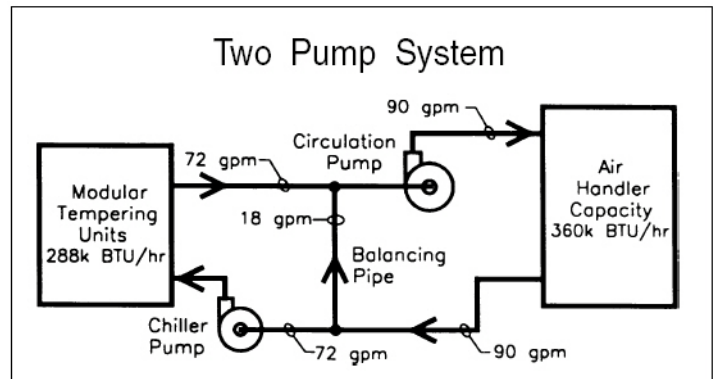 Two Pump System
90 gpm
Circulation
Pump
72 gpm
Air
Handler
Capacity
360k BTU/hr
Modular
Tempering
Units
288k BTU/hr
18 gpm
Balancing
Pipe
Chiller
Pump
72 gpm
90 gpm